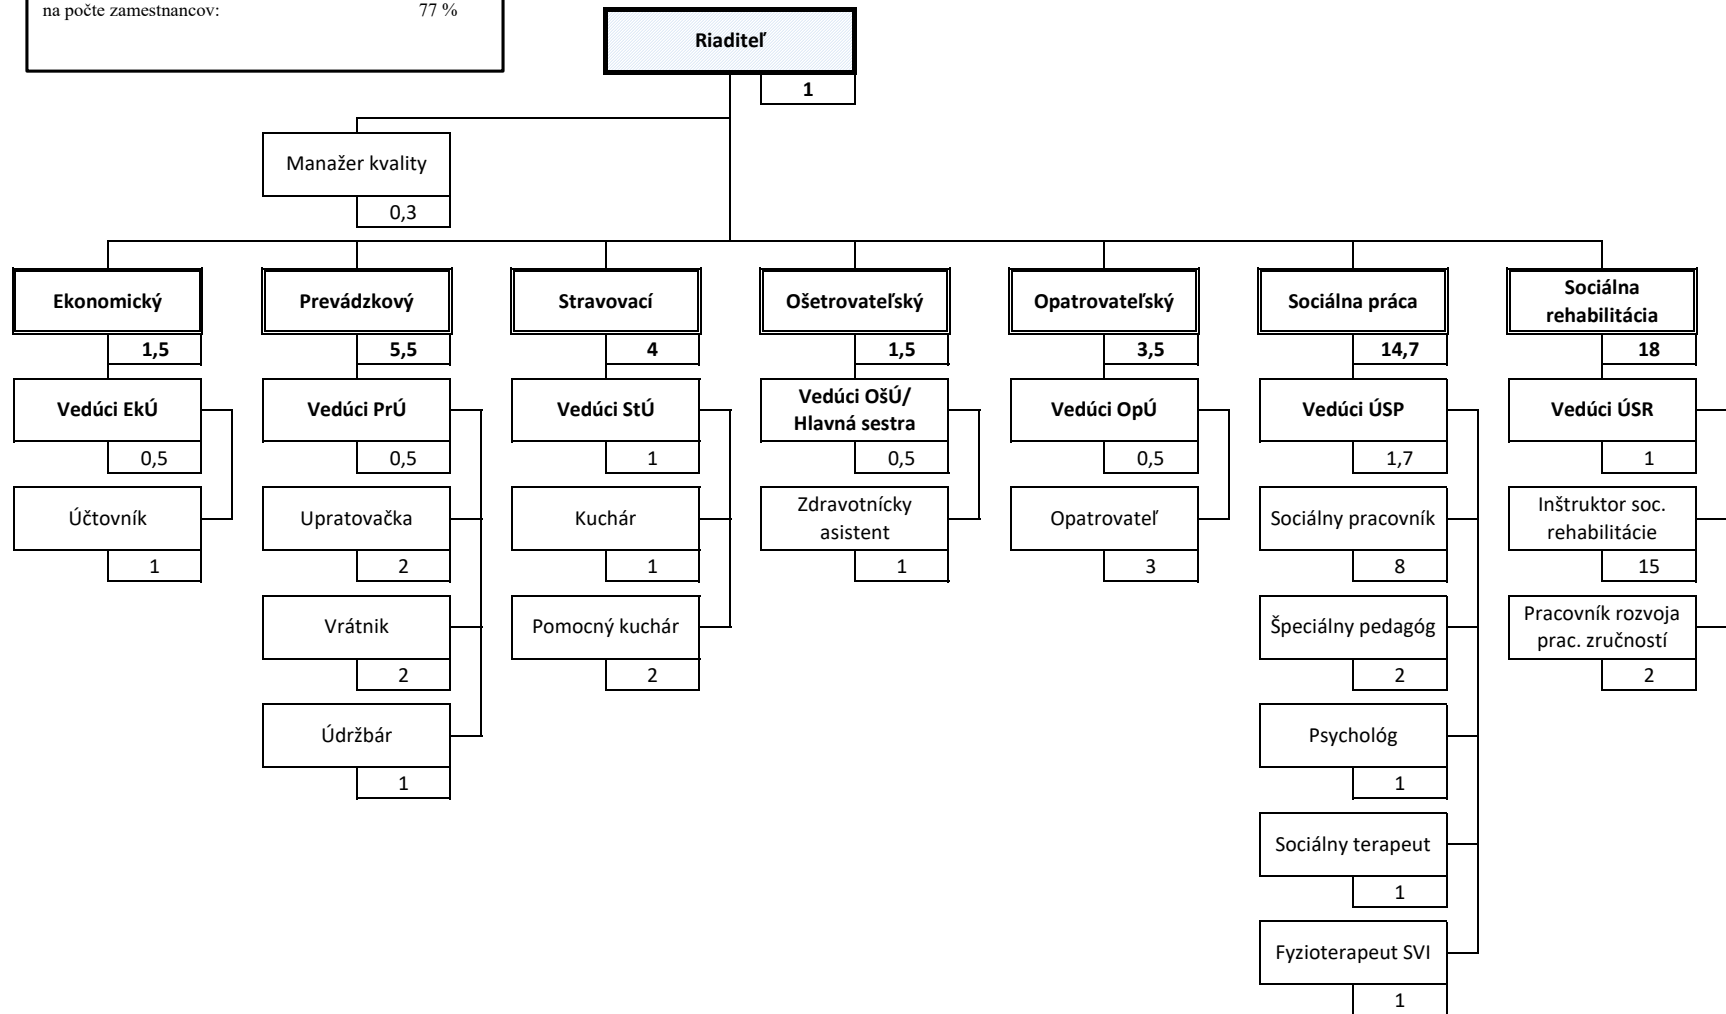 na počte zamestnancov: 77 %
Riaditeľ
1
Manažer kvality
0,3
Ekonomický
1,5
Vedúci EkÚ
0,5
Účtovník
1
Prevádzkový
5,5
Vedúci PrÚ
0,5
Upratovačka
2
Vrátnik
2
Údržbár
1
Stravovací
4
Vedúci StÚ
1
Kuchár
1
Pomocný kuchár
2
Ošetrovateľský
1,5
Vedúci OšÚ/
Hlavná sestra
0,5
Zdravotnícky
asistent
1
Opatrovateľský
3,5
Vedúci OpÚ
0,5
Opatrovateľ
3
Sociálna práca
14,7
Vedúci ÚSP
1,7
Sociálny pracovník
8
Špeciálny pedagóg
2
Psychológ
1
Sociálny terapeut
1
Fyzioterapeut SVI
1
Sociálna
rehabilitácia
18
Vedúci ÚSR
1
Inštruktor soc.
rehabilitácie
15
Pracovník rozvoja
prac. zručností
2